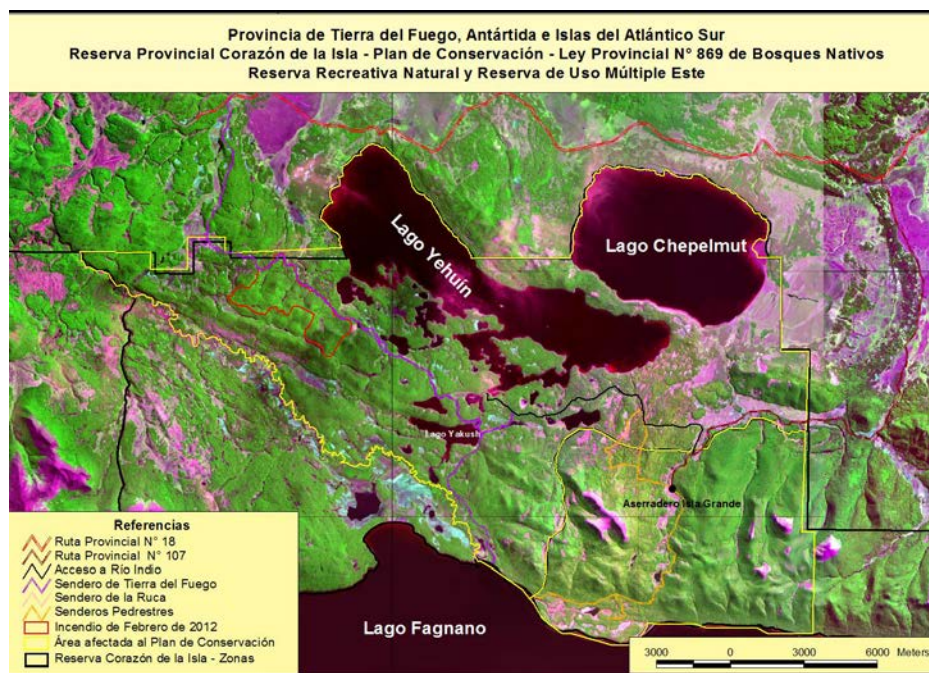 Provincia de Tierra del Fuego, Antártida e Islas del Atlántico Sur
Reserva Provincial Corazón de la Isla - Plan de Conservación - Ley Provincial N° 869 de Bosques Nativos
Reserva Recreativa Natural y Reserva de Uso Múltiple Este
Lago Yehuín
Lago Chepelmut
Lago Yakush
Aserradero Isla Grande
Lago Fagnano
Referencias
Ruta Provincial N° 18
Ruta Provincial N° 107
Acceso a Río Indio
Sendero de Tierra del Fuego
Sendero de la Ruca
Senderos Pedrestres
Incendio de Febrero de 2012
Área afectada al Plan de Conservación
Reserva Corazón de la Isla - Zonas
3000 0 3000 6000 Meters